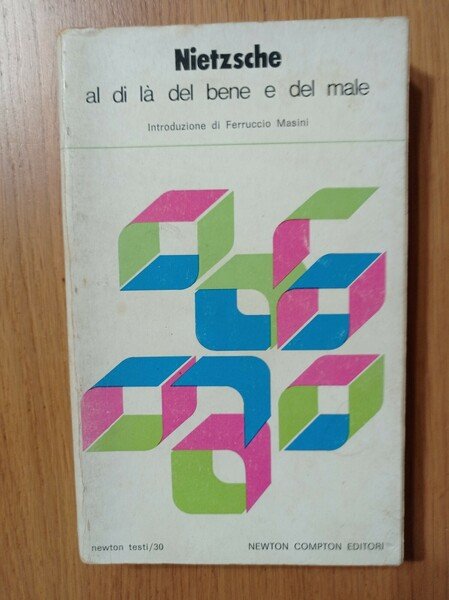 Nietzsche
al di là del bene e del male
Introduzione di Ferruccio Masini
newton testi/30
NEWTON COMPTON EDITORI